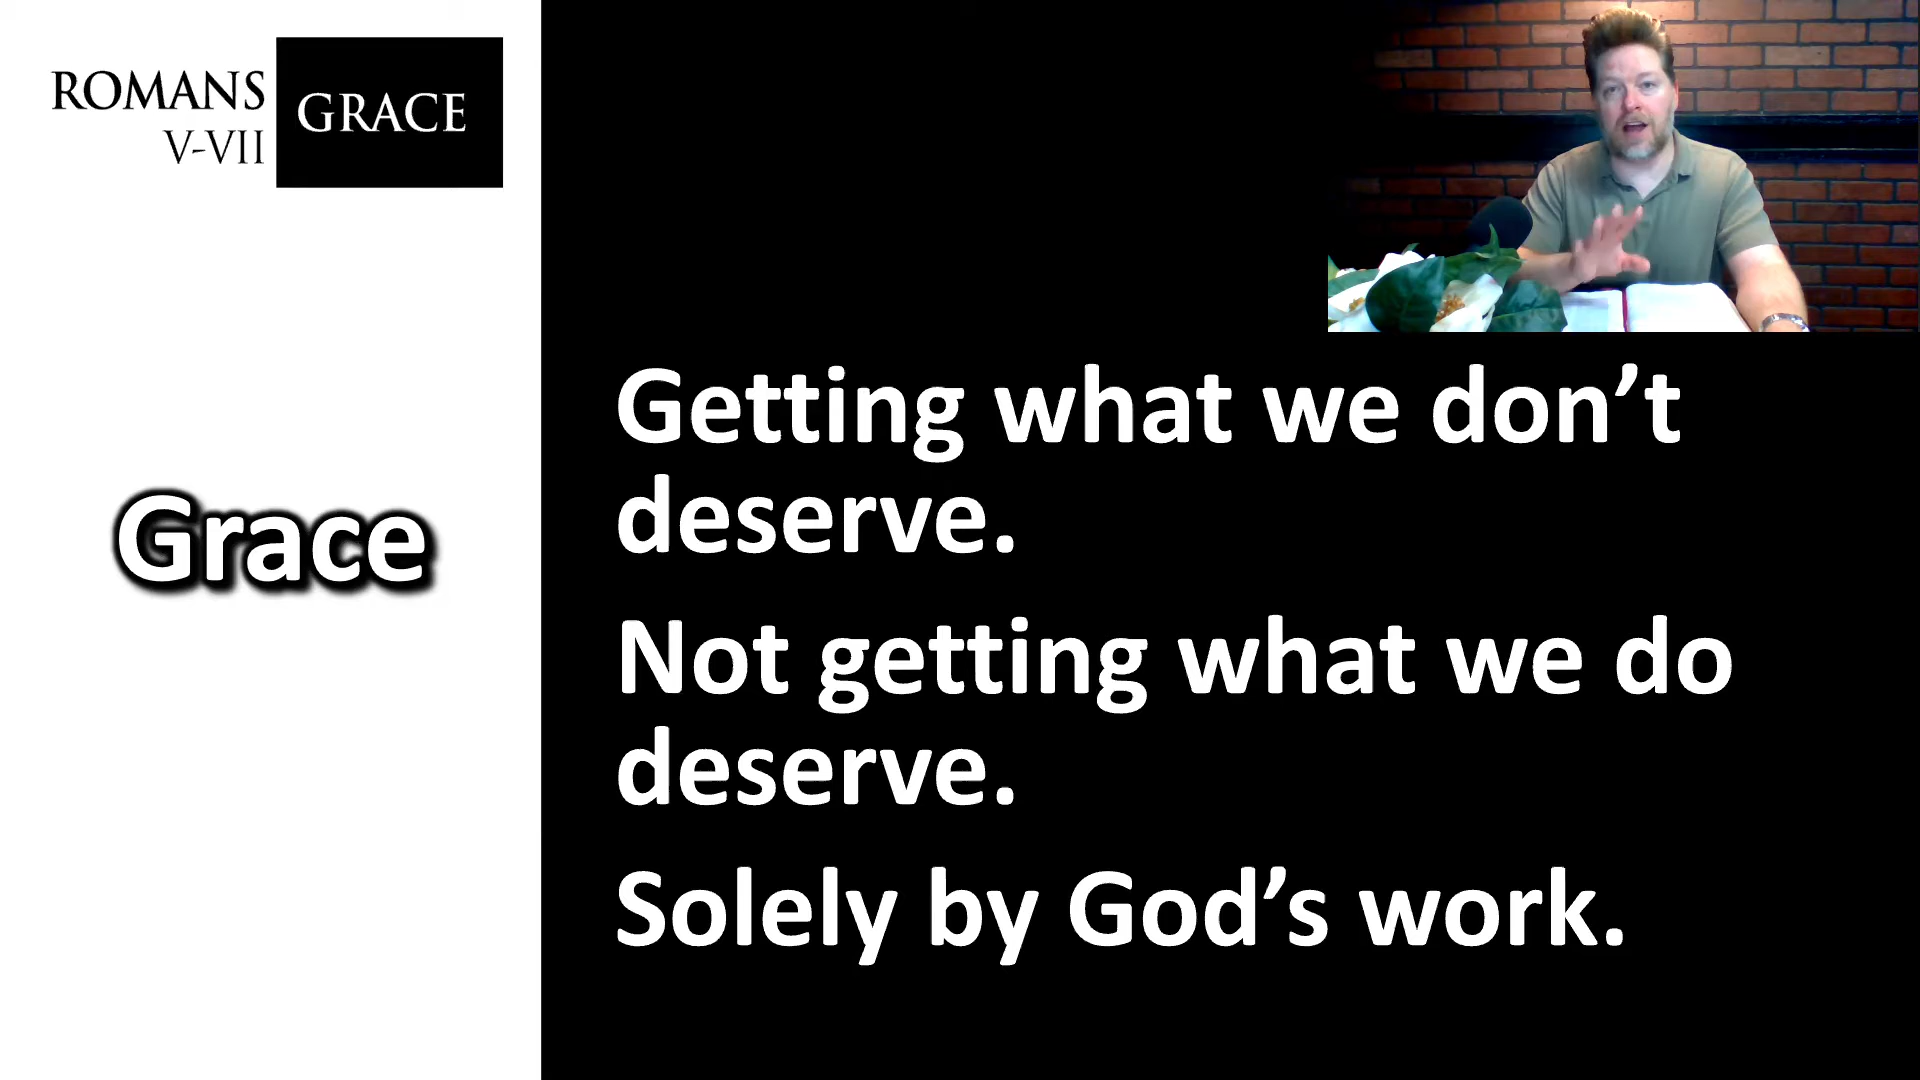 ROMANS
V-VII
GRACE
Grace
Getting what we don’t
deserve.
Not getting what we do
deserve.
Solely by God’s work.